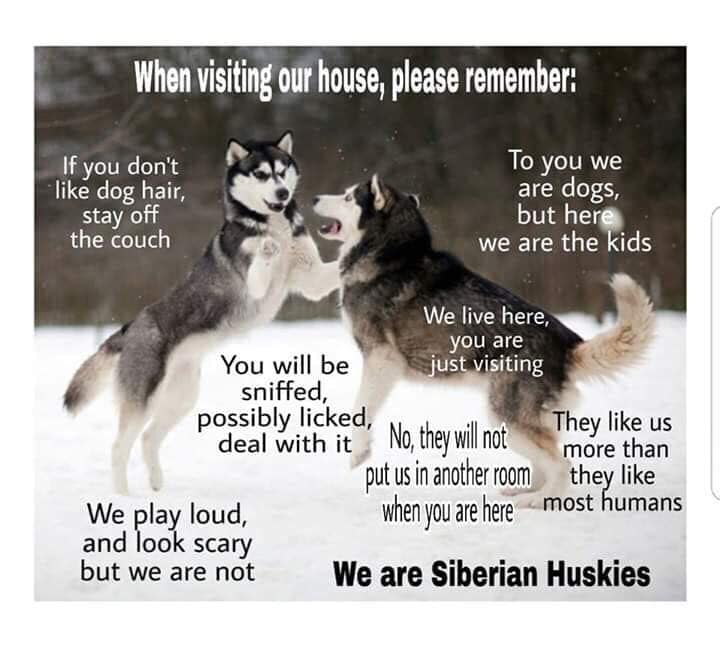 When visiting our house, please remember:
If you don't
like dog hair,
stay off
the couch
To you we
are dogs,
but here
we are the kids
We live here,
you are
just visiting
You will be
sniffed,
possibly licked,
deal with it
No, they will not
put us in another room
when you are here
They like us
more than
they like
most humans
We play loud,
and look scary
but we are not
We are Siberian Huskies